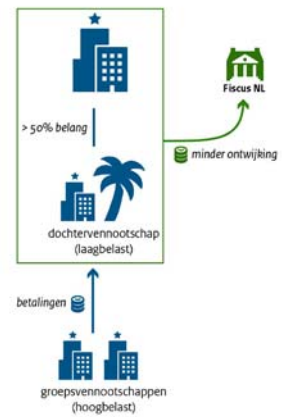 Fiscus NL
> 50% belang
minder ontwijking
dochtervennootschap
(laagbelast)
betalingen
groepsvennootschappen
(hoogbelast)